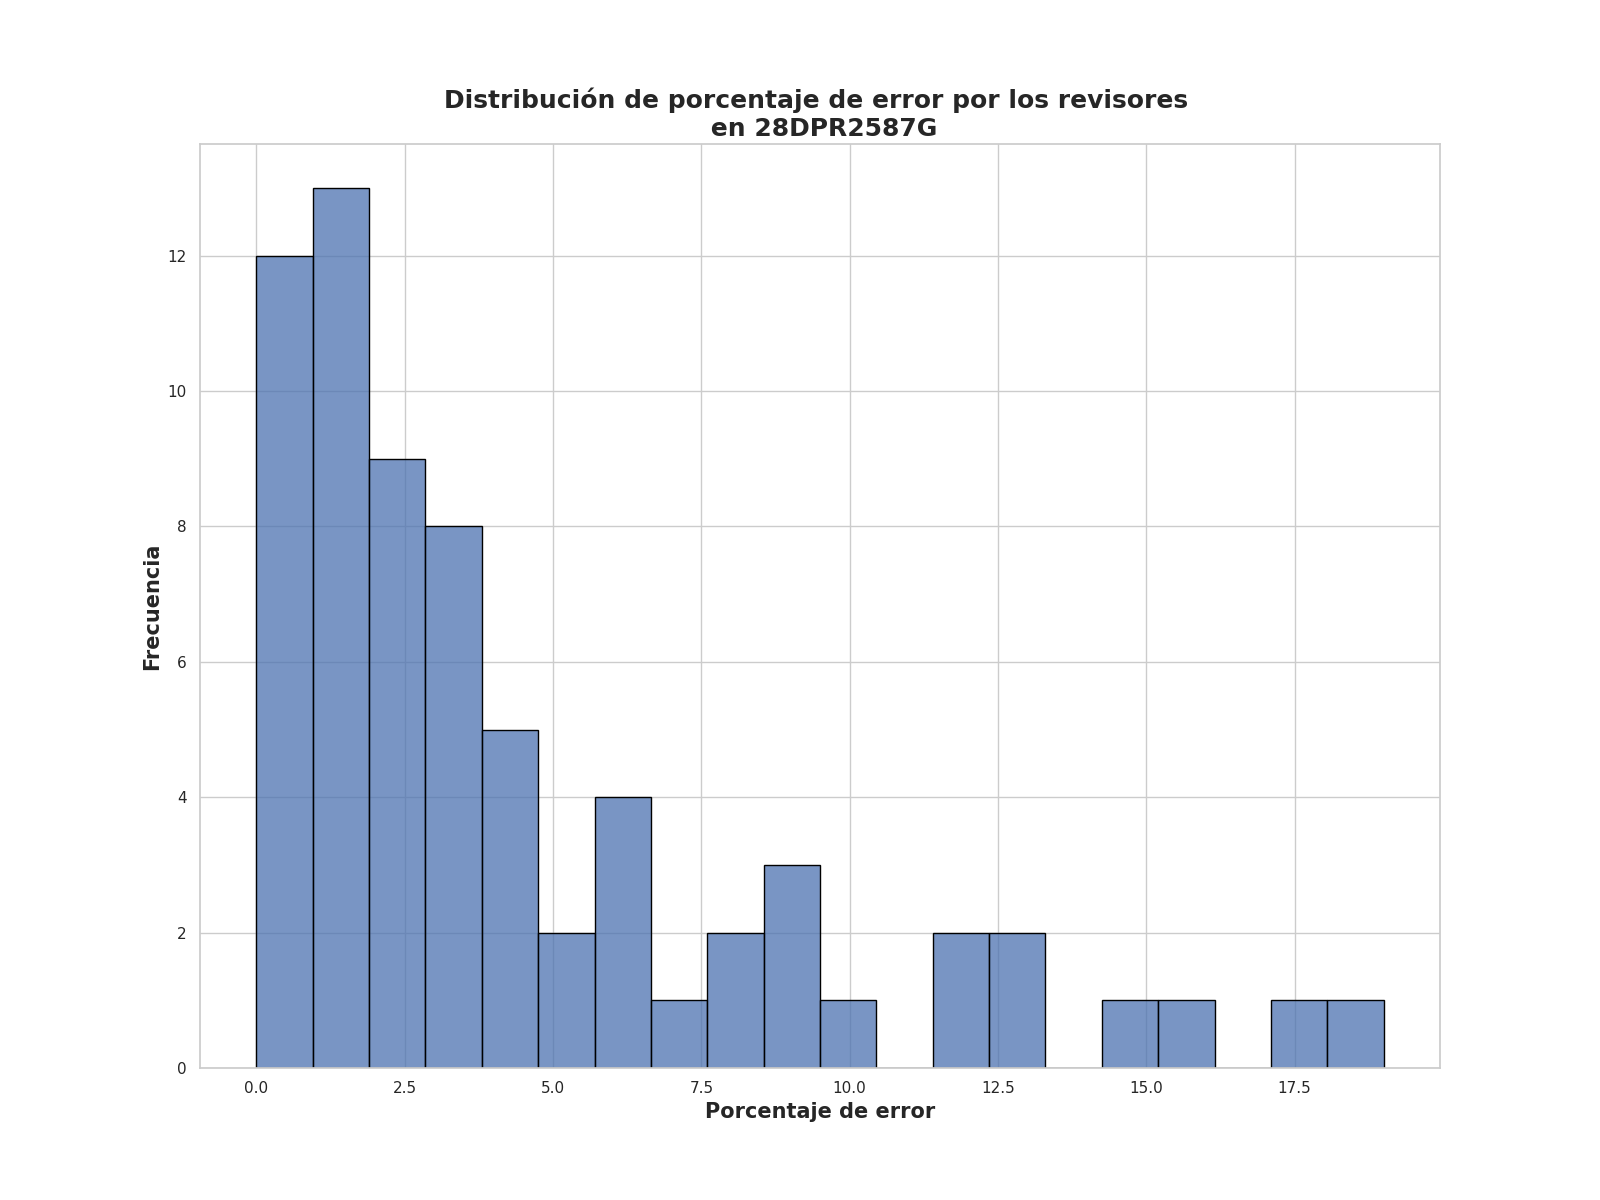 Distribución de porcentaje de error por los revisores
en 28DPR2587G
Frecuencia
12
10
8
6
4
2
0
0.0 2.5 5.0 7.5 10.0 12.5 15.0 17.5
Porcentaje de error